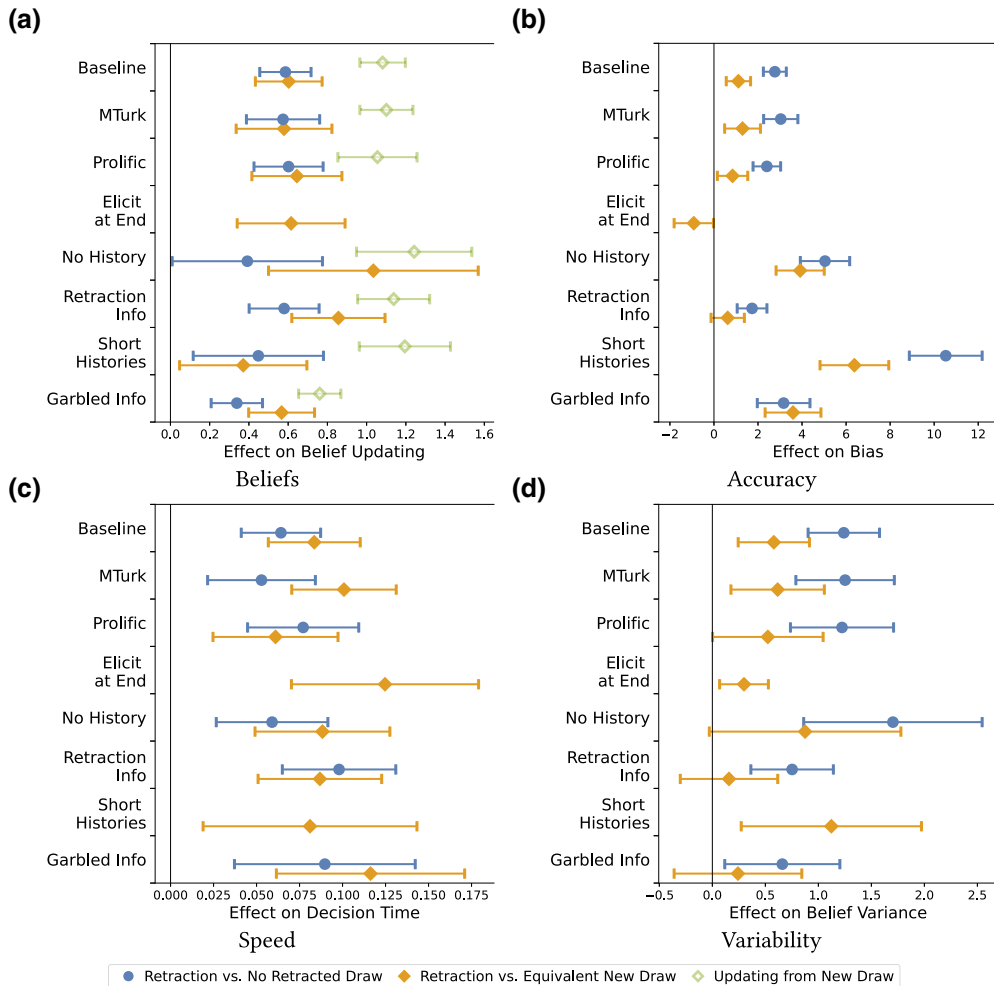 (a)
Baseline
MTurk
Prolific
Elicit
at End
No History
Retraction
Info
Short
Histories
Garbled Info
0.0 0.2 0.4 0.6 0.8 1.0 1.2 1.4 1.6
Effect on Belief Updating
Beliefs
(b)
Baseline
MTurk
Prolific
Elicit
at End
No History
Retraction
Info
Short
Histories
Garbled Info
−2 0 2 4 6 8 10 12
Effect on Bias
Accuracy
(c)
Baseline
MTurk
Prolific
Elicit
at End
No History
Retraction
Info
Short
Histories
Garbled Info
0.000 0.025 0.050 0.075 0.100 0.125 0.150 0.175
Effect on Decision Time
Speed
(d)
Baseline
MTurk
Prolific
Elicit
at End
No History
Retraction
Info
Short
Histories
Garbled Info
−0.5 0.0 0.5 1.0 1.5 2.0 2.5
Effect on Belief Variance
Variability
Retraction vs. No Retracted Draw Retraction vs. Equivalent New Draw Updating from New Draw